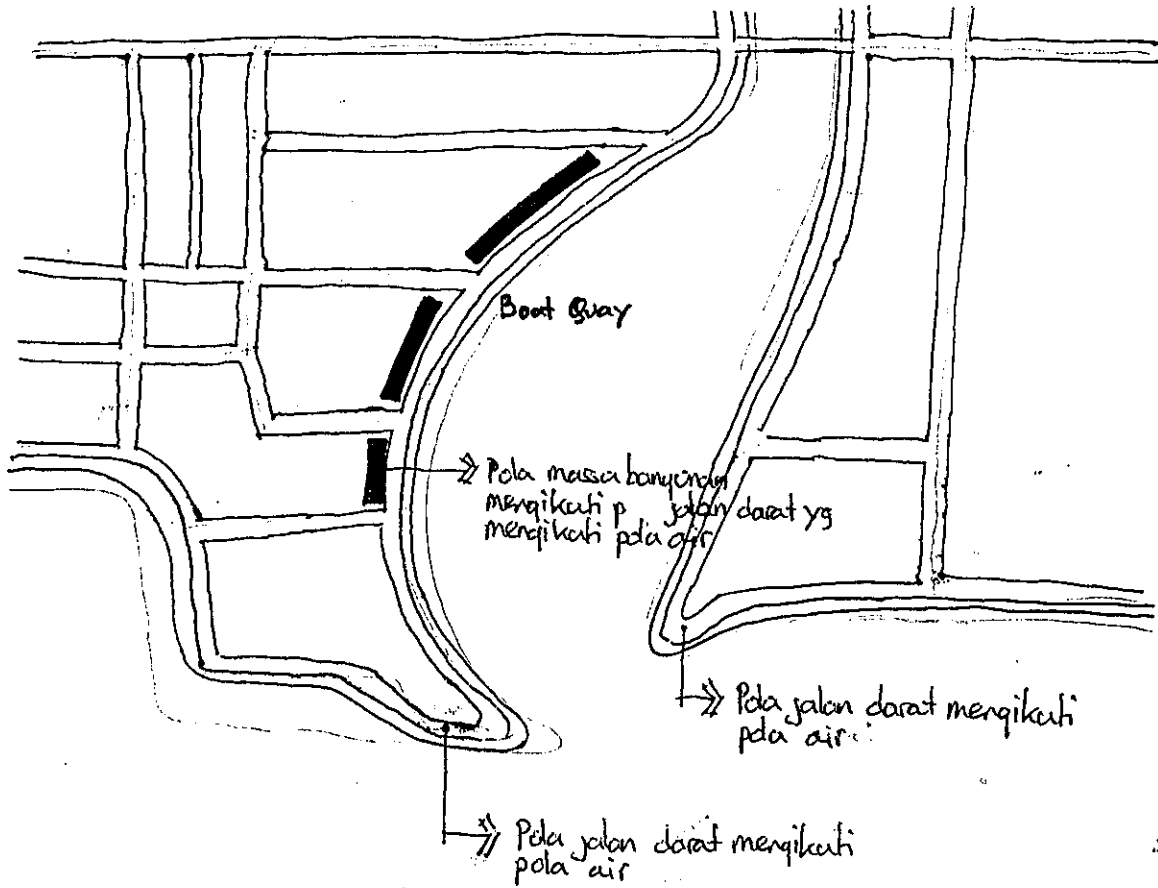 Boat Quay
Pola massa bangunan
mengikuti p jalan darat yg
mengikuti pola air
Pola jalan darat mengikuti
pola air
Pola jalan darat mengikuti
pola air